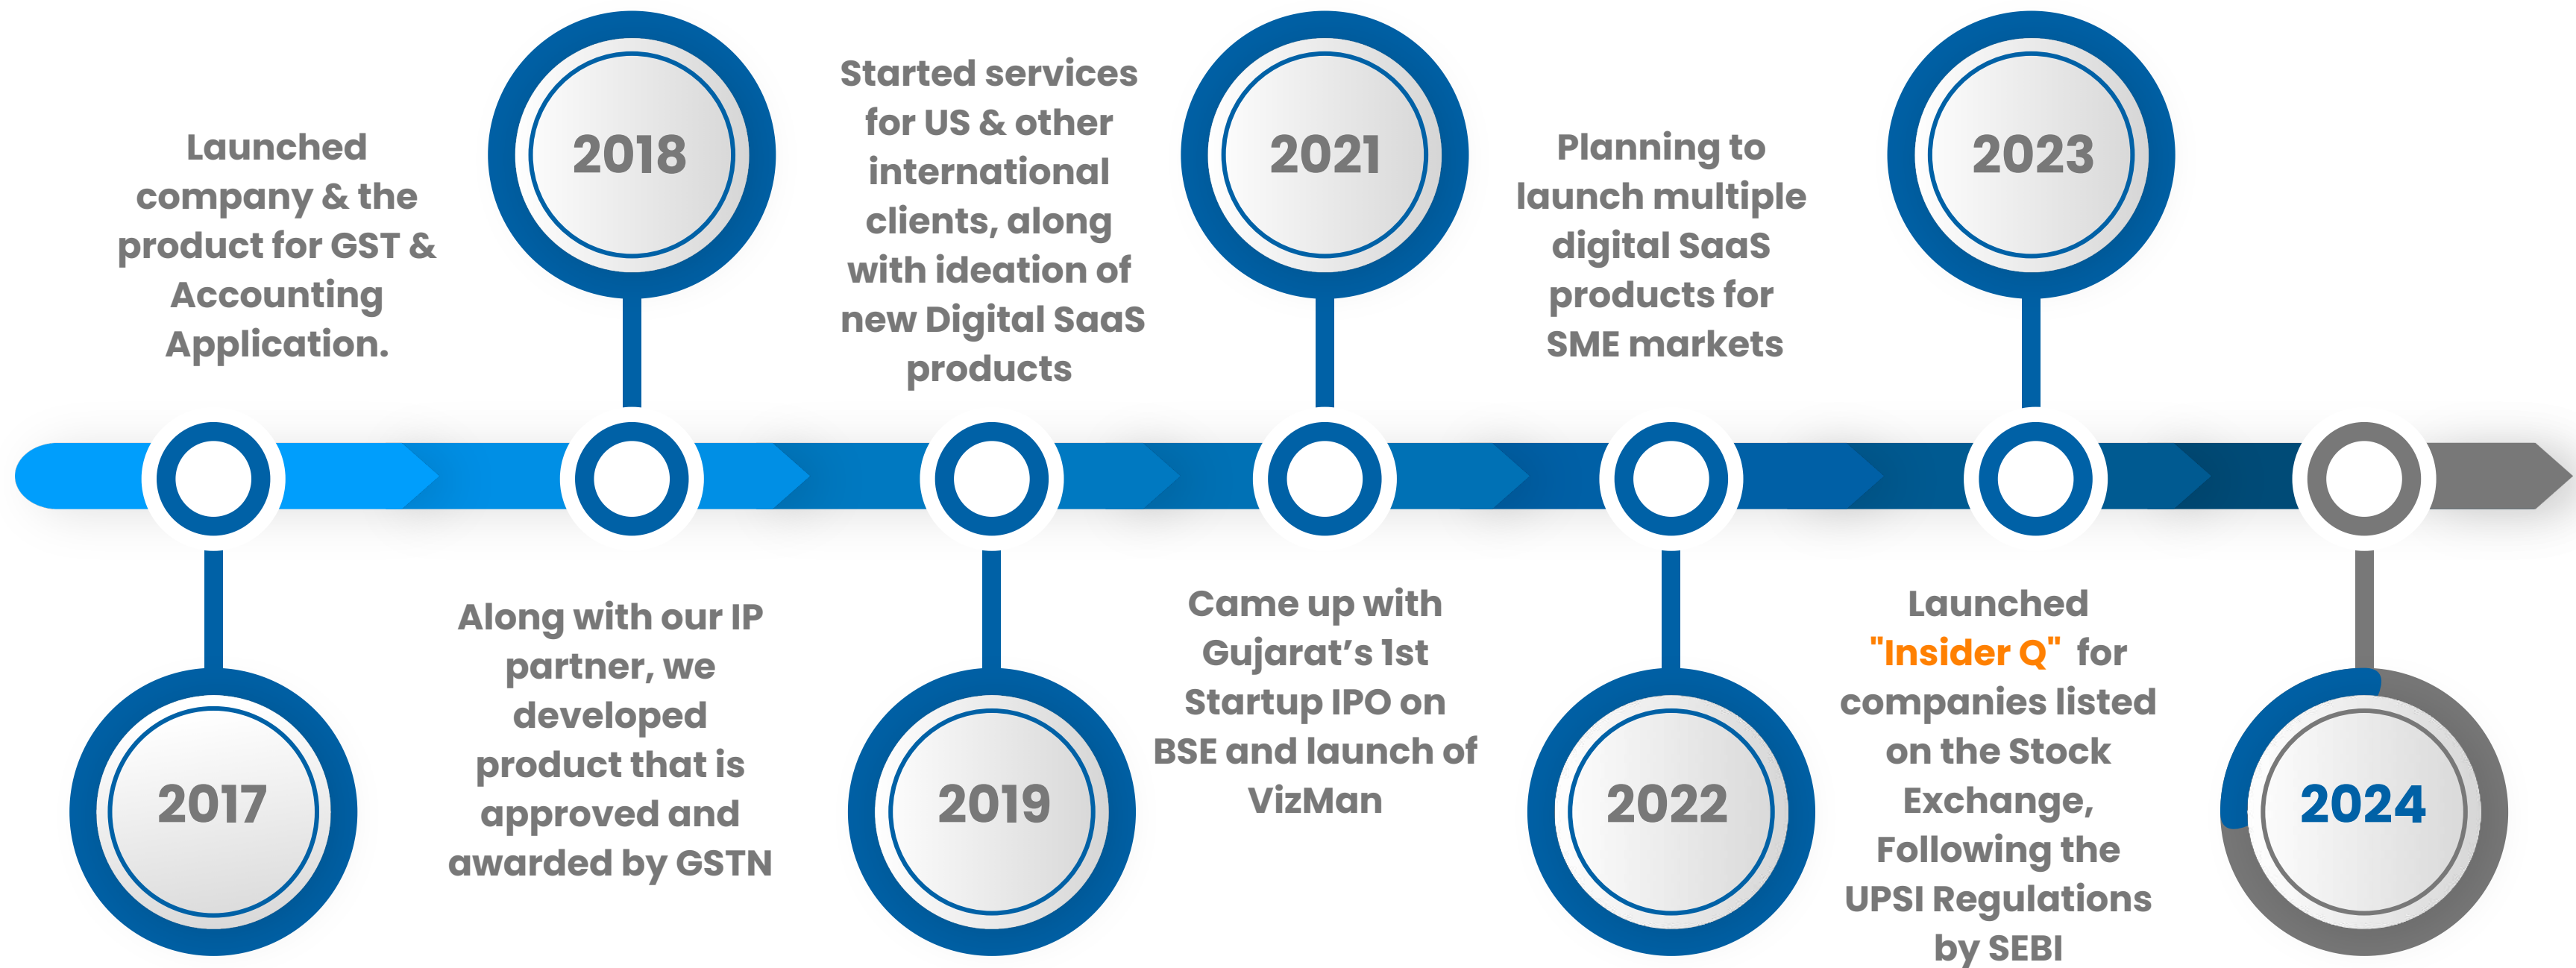 Launched
company & the
product for GST &
Accounting
Application.
2017
2018
Along with our IP
partner, we
developed
product that is
approved and
awarded by GSTN
Started services
for US & other
international
clients, along
with ideation of
new Digital SaaS
products
2019
2021
Came up with
Gujarat’s 1st
Startup IPO on
BSE and launch of
VizMan
Planning to
launch multiple
digital SaaS
products for
SME markets
2022
2023
Launched
"Insider Q" for
companies listed
on the Stock
Exchange,
Following the
UPSI Regulations
by SEBI
2024